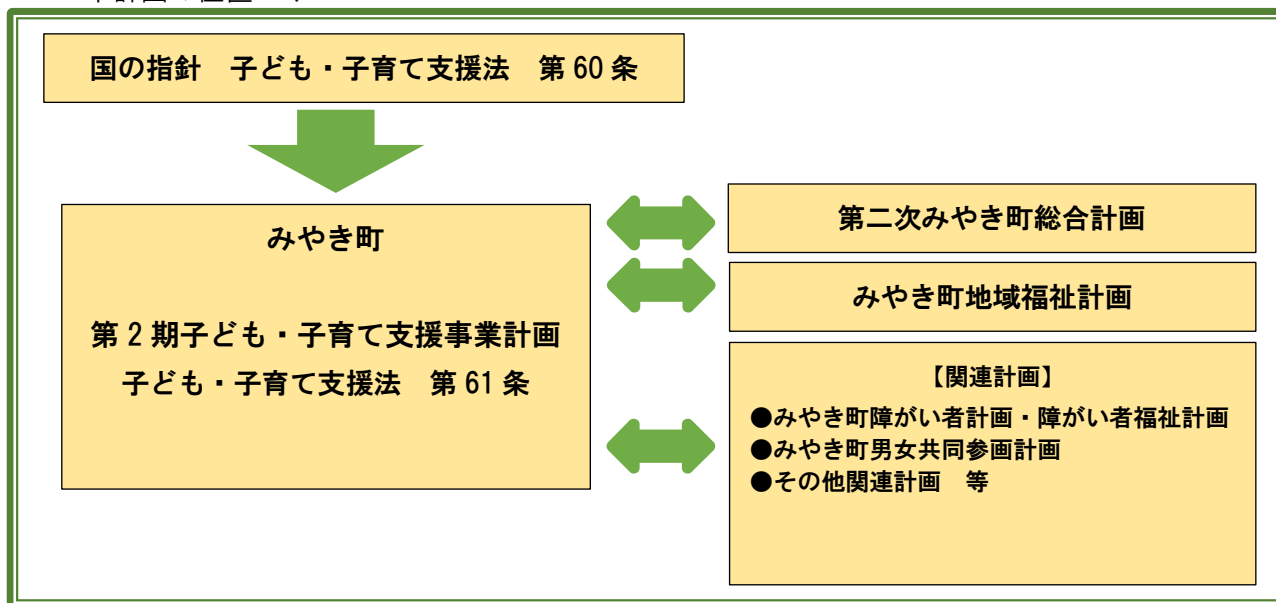 国の指針　子ども・子育て支援法　第 60 条
みやき町
第 2 期子ども・子育て支援事業計画
子ども・子育て支援法　第 61 条
第二次みやき町総合計画
みやき町地域福祉計画
【関連計画】
●みやき町障がい者計画・障がい者福祉計画
●みやき町男女共同参画計画
●その他関連計画　等